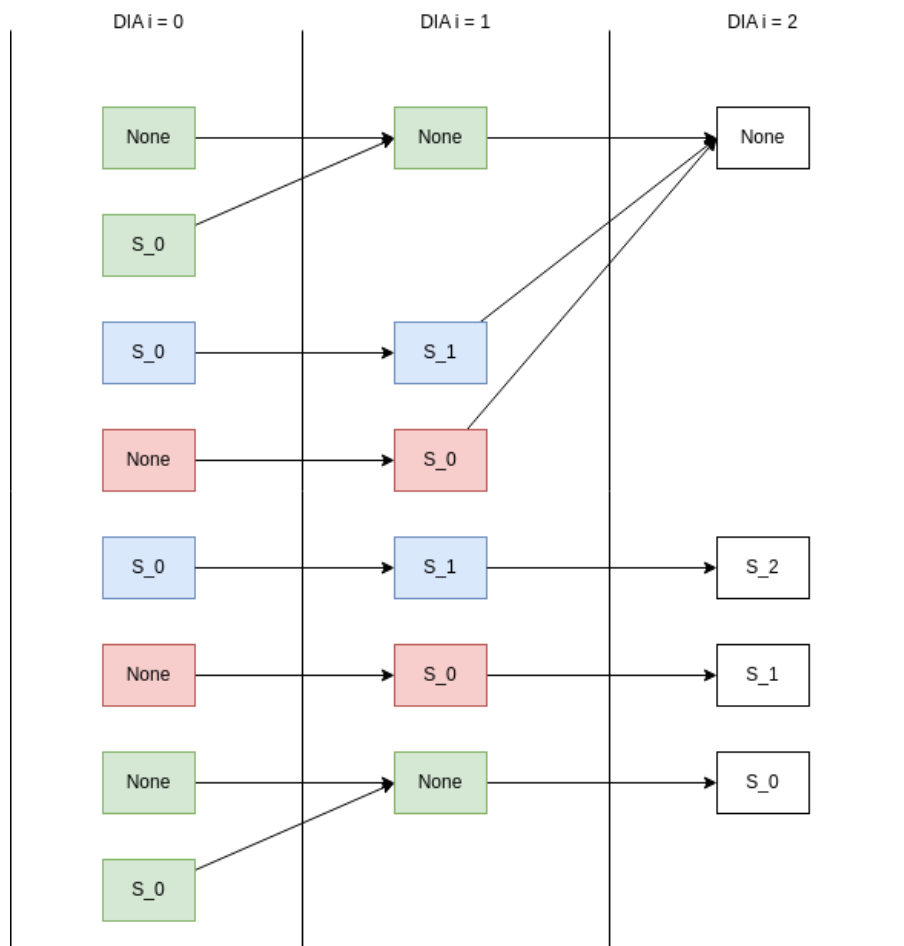 DIA i = 0 DIA i = 1 DIA i = 2
None None None
S_0
S_0 S_1
None S_0
S_0 S_1 S_2
None S_0 S_1
None None S_0
S_0